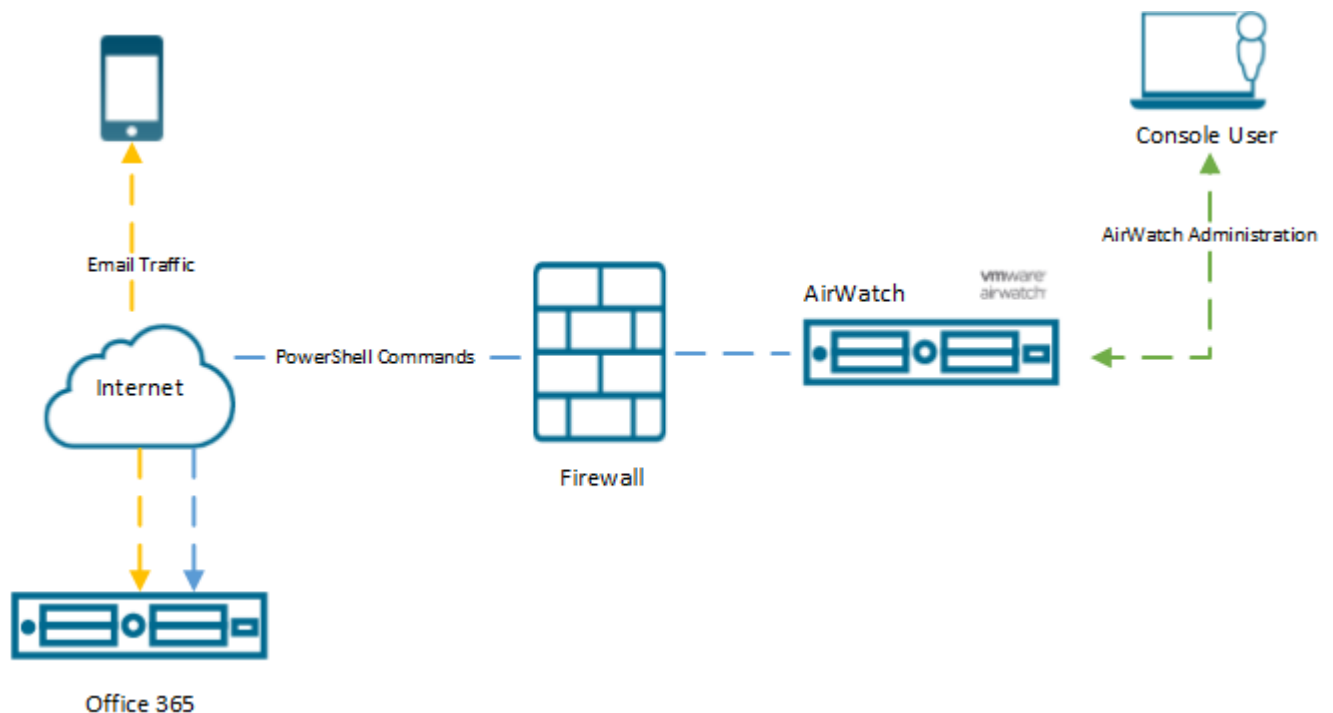 Console User
AirWatch Administration
Email Traffic
vmware
airwatch
AirWatch
PowerShell Commands
Internet
Firewall
Office 365